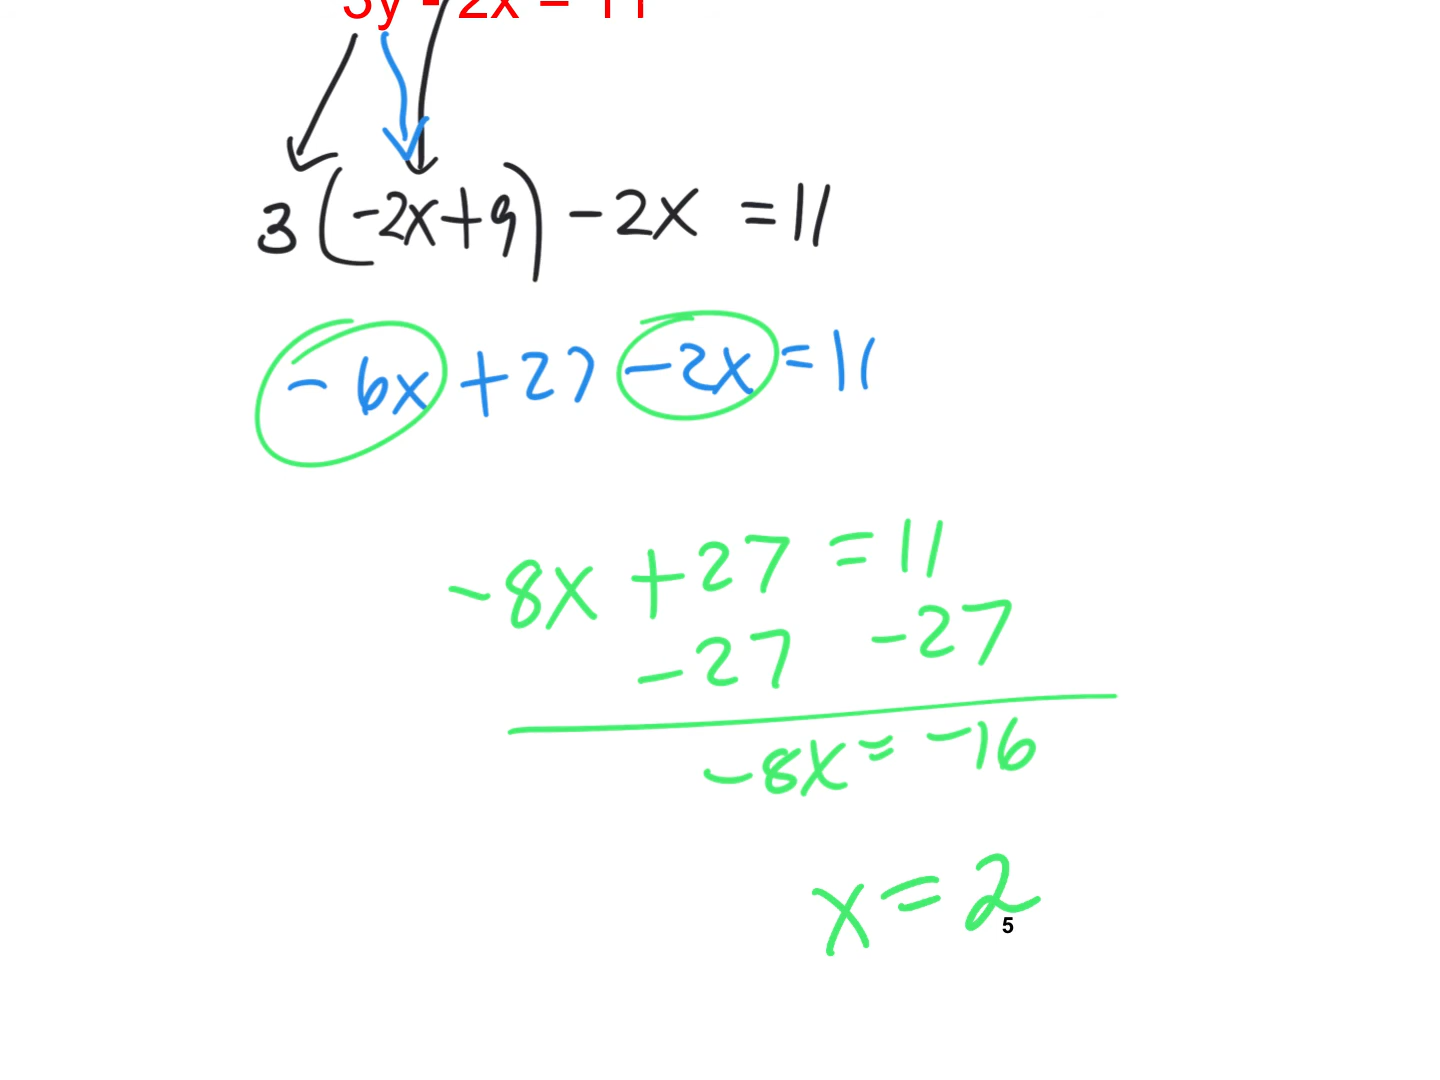 3y - 2x = 11
3(-2x+9) - 2x = 11
-6x + 27 - 2x = 11
-8x + 27 = 11
-27 -27
-8x = -16
x = 2
5